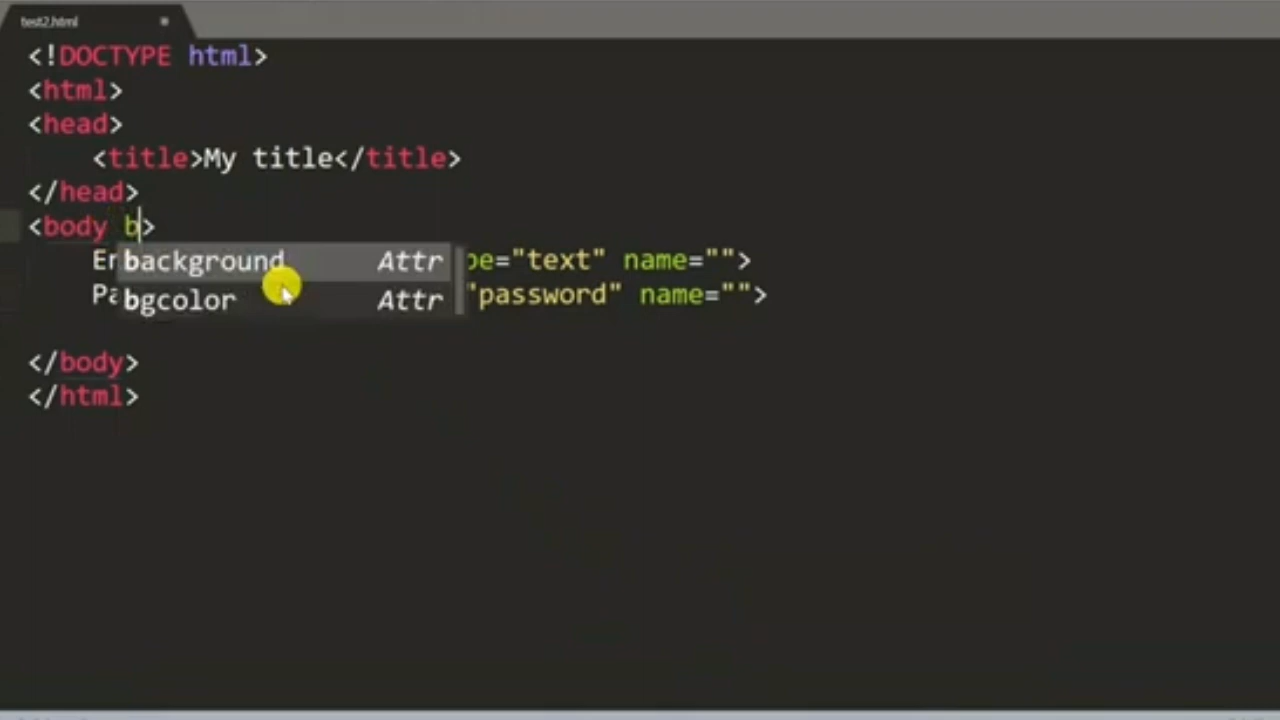 test2.html
<!DOCTYPE html>
<html>
<head>
<title>My title</title>
</head>
<body b>
background Attr
pe="text" name="">
bgcolor Attr
"password" name="">
</body>
</html>